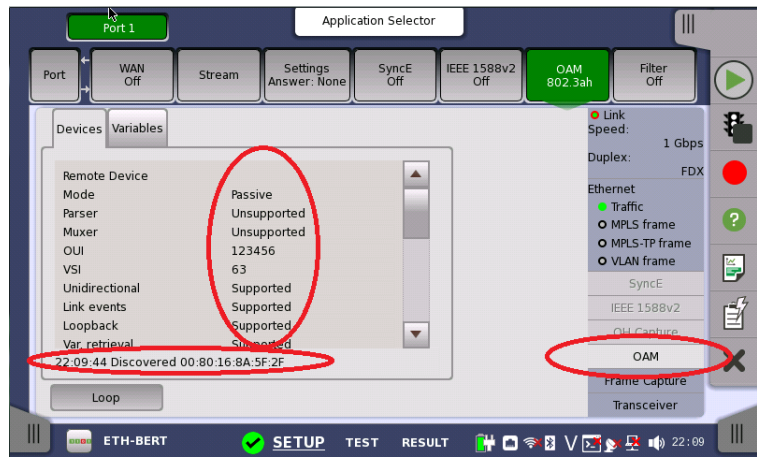 Application Selector
Port 1
Port
WAN
Off
Stream
Settings
Answer: None
SyncE
Off
IEEE 1588v2
Off
OAM
802.3ah
Filter
Off
Devices Variables
Remote Device
Mode Passive
Parser Unsupported
Muxer Unsupported
OUI 123456
VSI 63
Unidirectional Supported
Link events Supported
Loopback Supported
Var. retrieval Supported
22:09:44 Discovered 00:80:16:8A:5F:2F
Loop
Link
Speed:
1 Gbps
Duplex:
FDX
Ethernet
Traffic
MPLS frame
MPLS-TP frame
VLAN frame
SyncE
IEEE 1588v2
OH Capture
OAM
Frame Capture
Transceiver
ETH-BERT SETUP TEST RESULT V 22:09